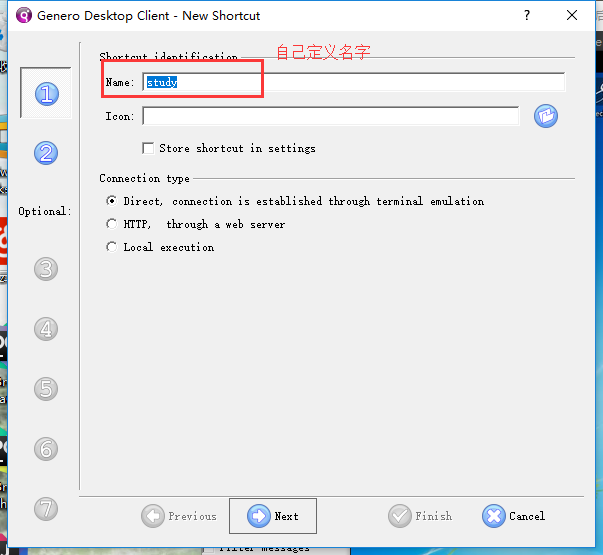 Genero Desktop Client - New Shortcut
?
Shortcut identification
自己定义名字
Name: study
Icon:
Store shortcut in settings
Connection type
Direct, connection is established through terminal emulation
HTTP, through a web server
Local execution
1
2
Optional:
3
4
5
6
7
Previous
Next
Finish
Cancel
Filter messages